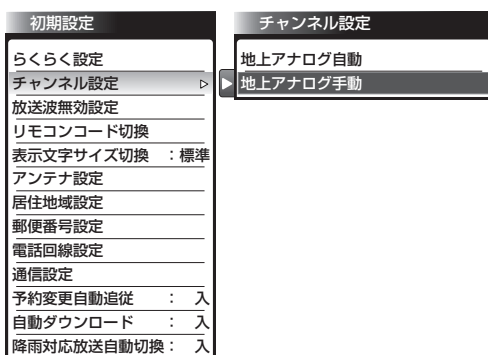 初期設定
らくらく設定
チャンネル設定
放送波無効設定
リモコンコード切換
表示文字サイズ切換 ：標準
アンテナ設定
居住地域設定
郵便番号設定
電話回線設定
通信設定
予約変更自動追従 ： 入
自動ダウンロード ： 入
降雨対応放送自動切換： 入
チャンネル設定
地上アナログ自動
地上アナログ手動